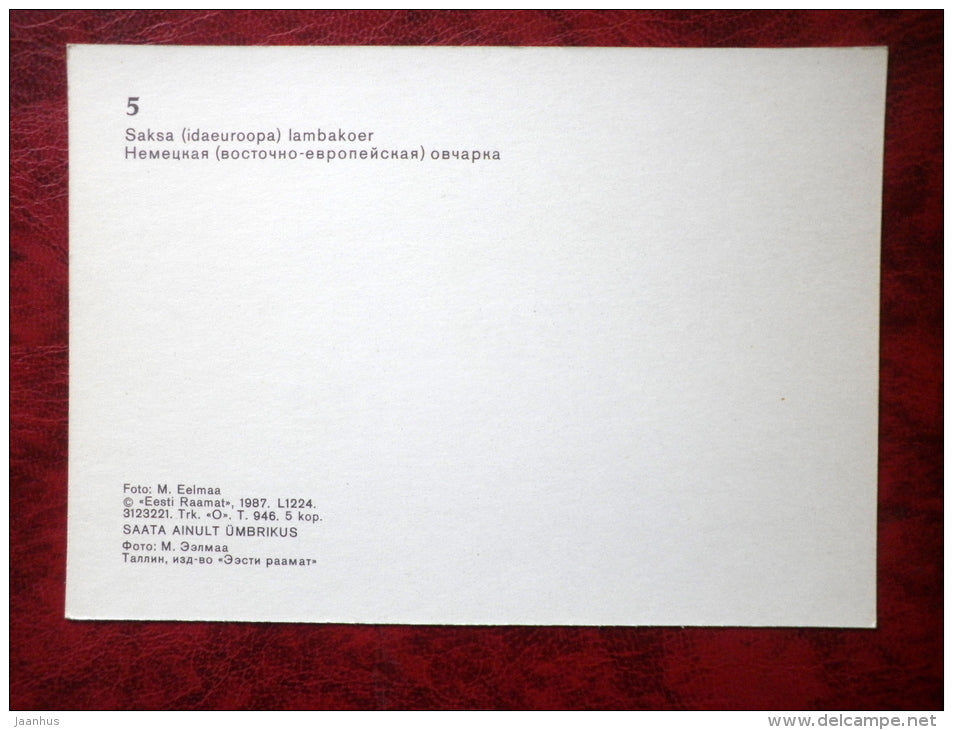 5
Saksa (idaeuroopa) lambakoer
Немецкая (восточно-европейская) овчарка
Foto: M. Eelmaa
© «Eesti Raamat», 1987. L1224.
3123221. Trk. «O». T. 946. 5 kop.
SAATA AINULT ÜMBRIKUS
Фото: М. Ээлмаа
Таллин, изд-во «Ээсти раамат»
jaanhus
www.delcampe.net